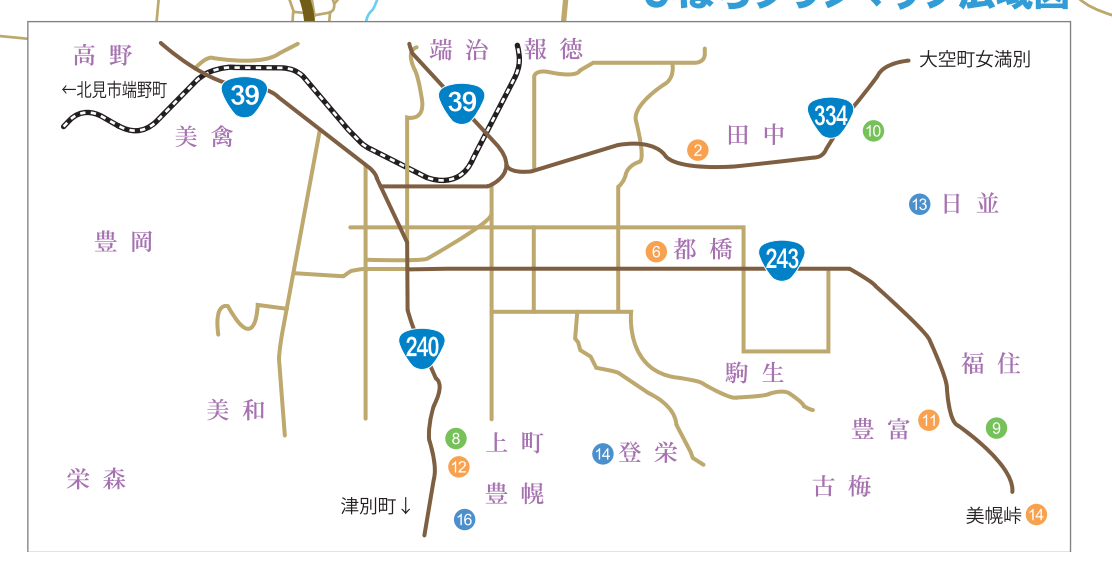 高野
端治
報徳
大空町女満別
←北見市端野町
39
39
334
10
美禽
2
田中
13
日並
豊岡
6
都橋
243
240
福住
駒生
美和
豊富
11
9
8
上町
12
14
登栄
栄森
古梅
津別町↓
豊幌
16
美幌峠
14